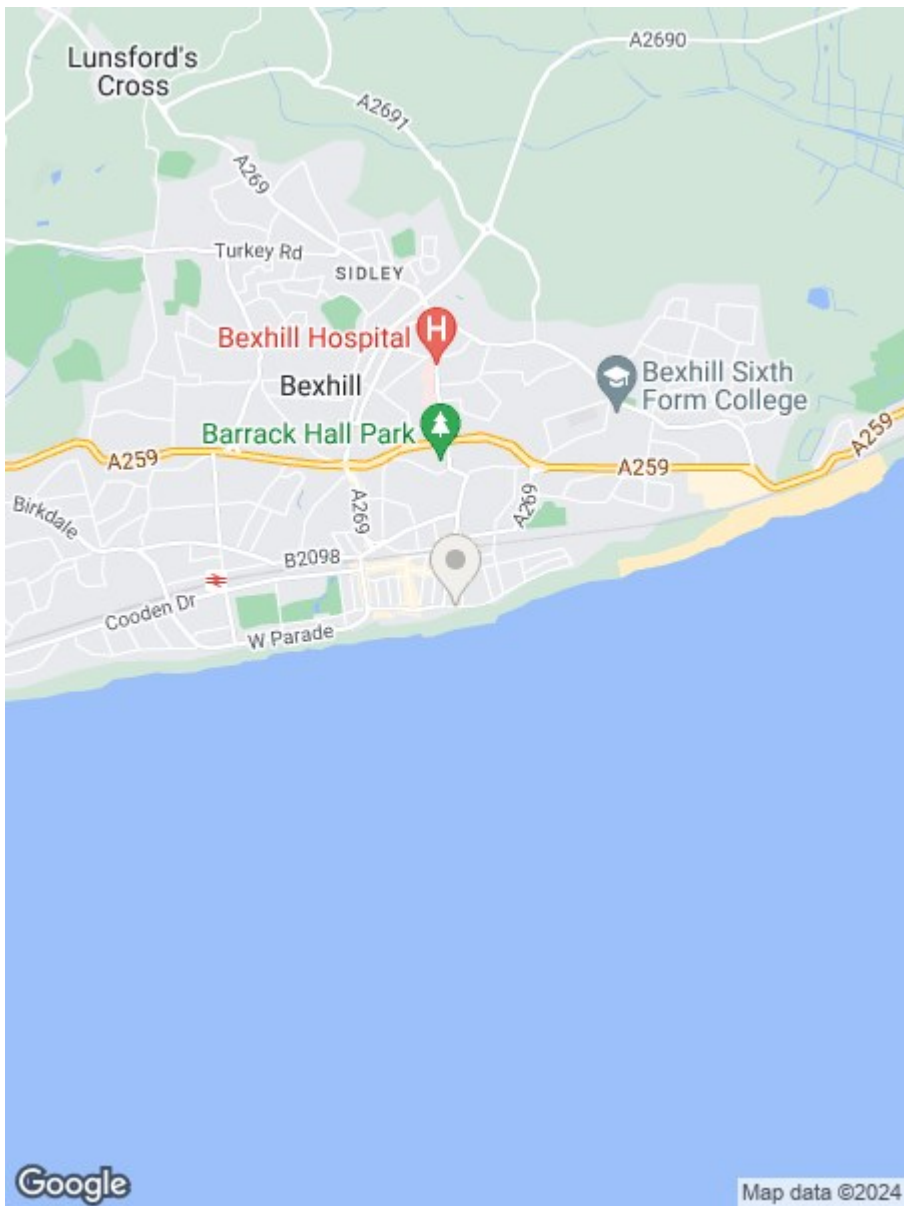 A2690
Lunsford's
Cross
A2691
A269
Turkey Rd
SIDLEY
Bexhill Hospital
H
Bexhill
Bexhill Sixth
Form College
Barrack Hall Park
A259
A259
A259
Birkdale
A269
A269
B2098
Cooden Dr
W Parade
Google
Map data ©2024